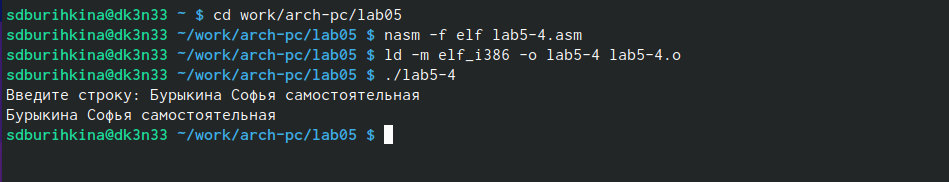 sdburihkina@dk3n33 ~ $ cd work/arch-pc/lab05
sdburihkina@dk3n33 ~/work/arch-pc/lab05 $ nasm -f elf lab5-4.asm
sdburihkina@dk3n33 ~/work/arch-pc/lab05 $ ld -m elf_i386 -o lab5-4 lab5-4.o
sdburihkina@dk3n33 ~/work/arch-pc/lab05 $ ./lab5-4
Введите строку: Бурыкина Софья самостоятельная
Бурыкина Софья самостоятельная
sdburihkina@dk3n33 ~/work/arch-pc/lab05 $